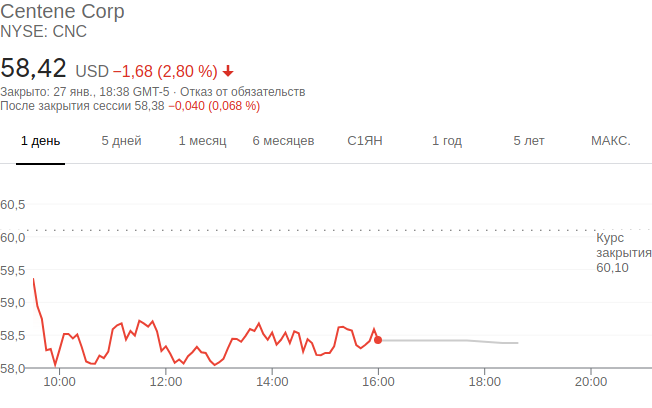 Centene Corp
NYSE: CNC
58,42 USD −1,68 (2,80 %)
Закрыто: 27 янв., 18:38 GMT-5 · Отказ от обязательств
После закрытия сессии 58,38 −0,040 (0,068 %)
1 день 5 дней 1 месяц 6 месяцев С1ЯН 1 год 5 лет МАКС.
60,5
60,0
59,5
59,0
58,5
58,0
Курс
закрытия
60,10
10:00 12:00 14:00 16:00 18:00 20:00